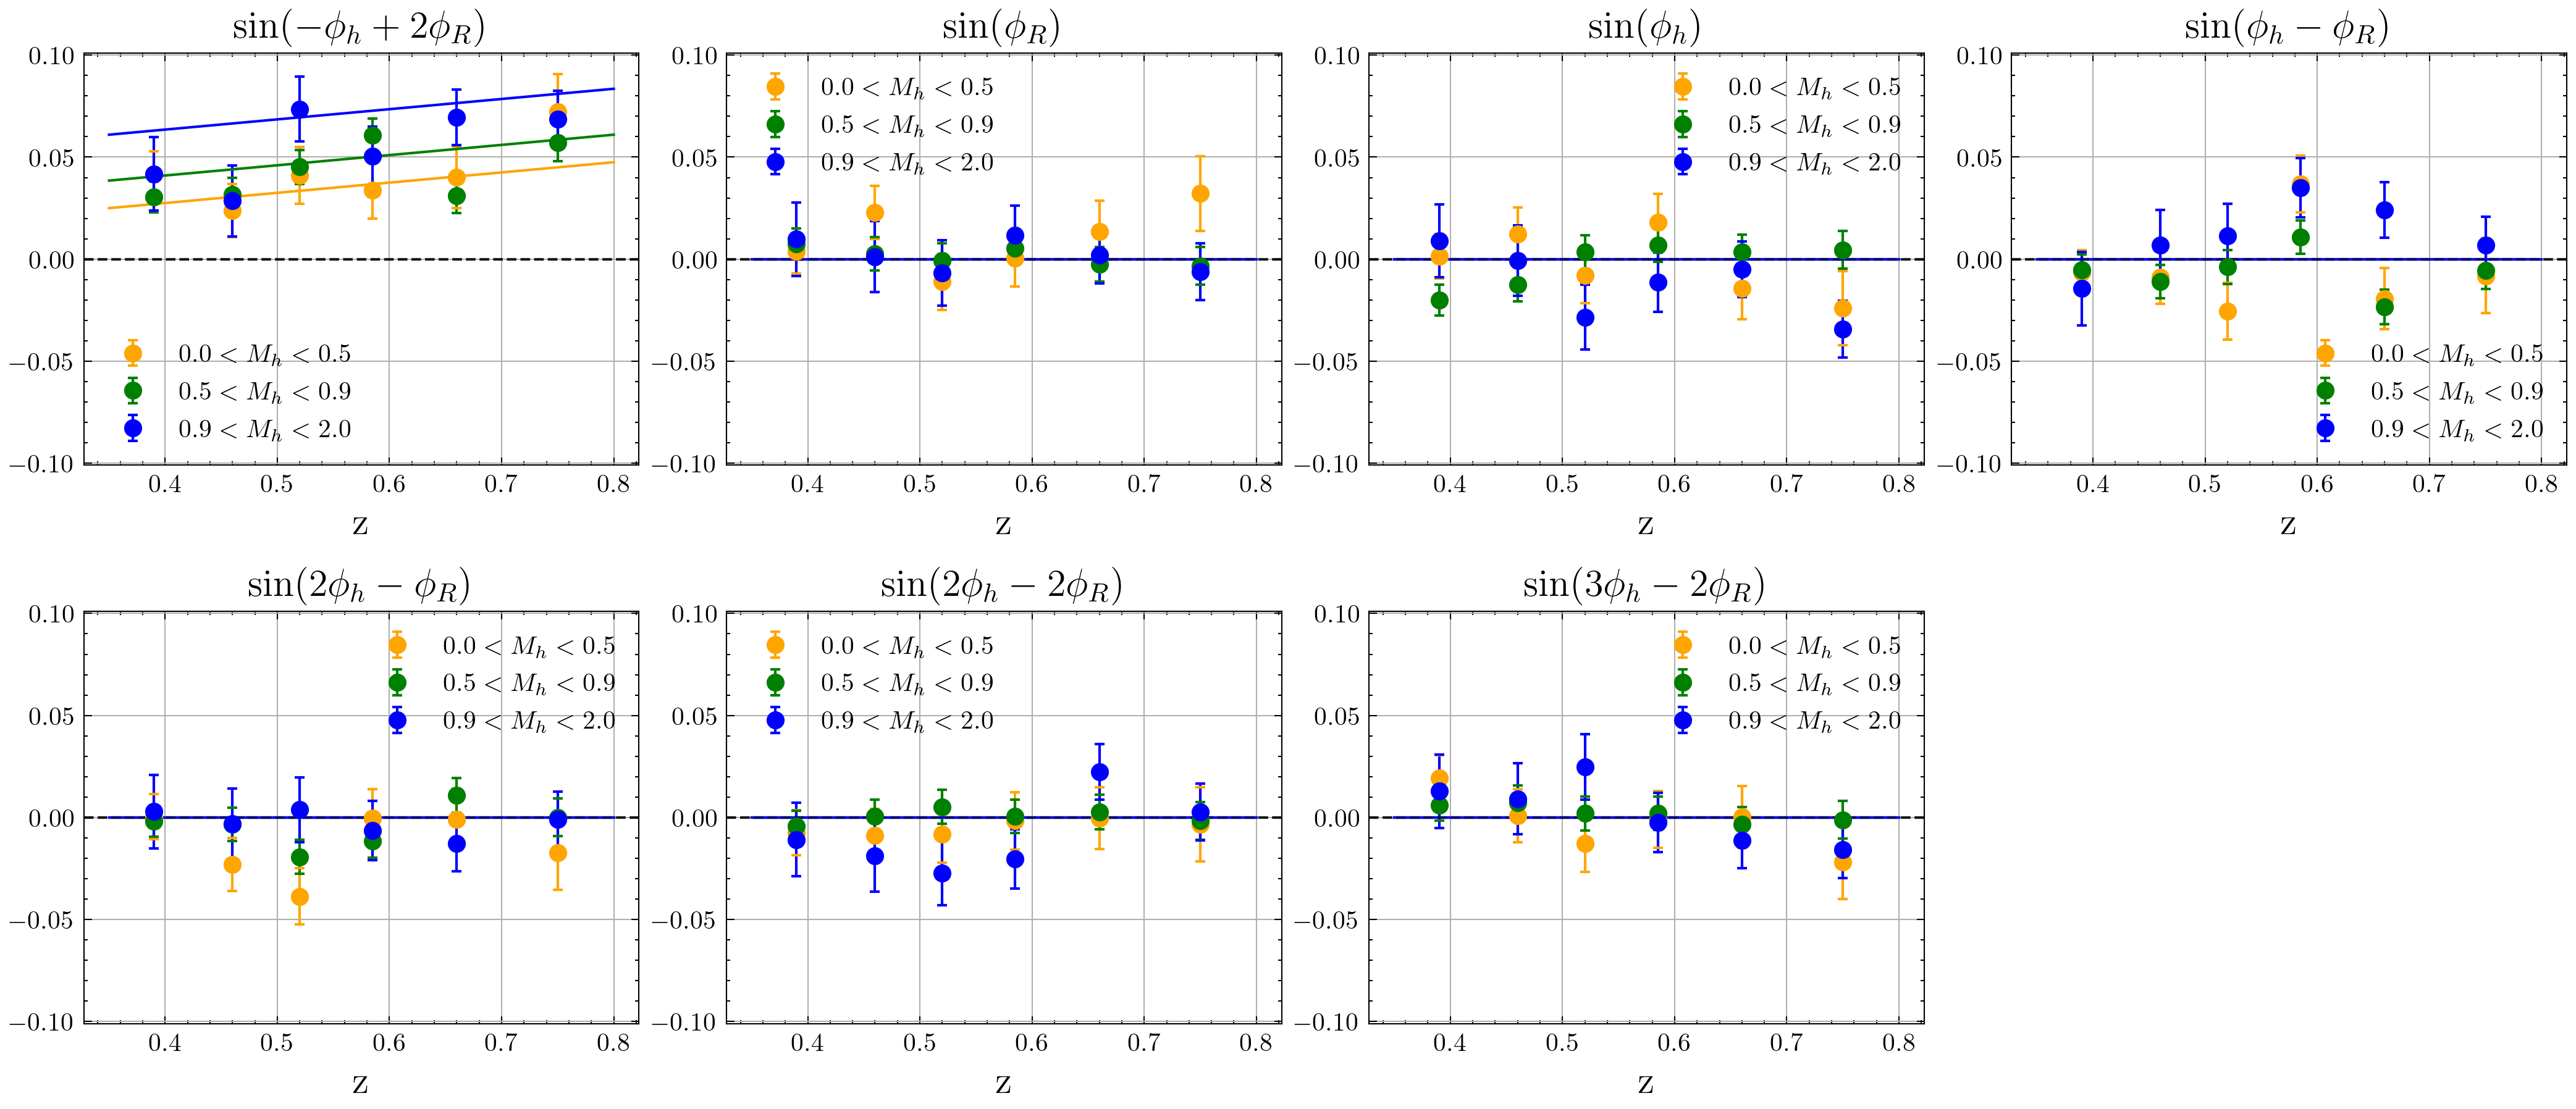 sin(−ϕ_h + 2ϕ_R)
0.10
0.05
0.00
−0.05
−0.10
0.0 < M_h < 0.5
0.5 < M_h < 0.9
0.9 < M_h < 2.0
0.4 0.5 0.6 0.7 0.8
z
sin(ϕ_R)
0.10
0.05
0.00
−0.05
−0.10
0.0 < M_h < 0.5
0.5 < M_h < 0.9
0.9 < M_h < 2.0
0.4 0.5 0.6 0.7 0.8
z
sin(ϕ_h)
0.10
0.05
0.00
−0.05
−0.10
0.0 < M_h < 0.5
0.5 < M_h < 0.9
0.9 < M_h < 2.0
0.4 0.5 0.6 0.7 0.8
z
sin(ϕ_h − ϕ_R)
0.10
0.05
0.00
−0.05
−0.10
0.0 < M_h < 0.5
0.5 < M_h < 0.9
0.9 < M_h < 2.0
0.4 0.5 0.6 0.7 0.8
z
sin(2ϕ_h − ϕ_R)
0.10
0.05
0.00
−0.05
−0.10
0.0 < M_h < 0.5
0.5 < M_h < 0.9
0.9 < M_h < 2.0
0.4 0.5 0.6 0.7 0.8
z
sin(2ϕ_h − 2ϕ_R)
0.10
0.05
0.00
−0.05
−0.10
0.0 < M_h < 0.5
0.5 < M_h < 0.9
0.9 < M_h < 2.0
0.4 0.5 0.6 0.7 0.8
z
sin(3ϕ_h − 2ϕ_R)
0.10
0.05
0.00
−0.05
−0.10
0.0 < M_h < 0.5
0.5 < M_h < 0.9
0.9 < M_h < 2.0
0.4 0.5 0.6 0.7 0.8
z